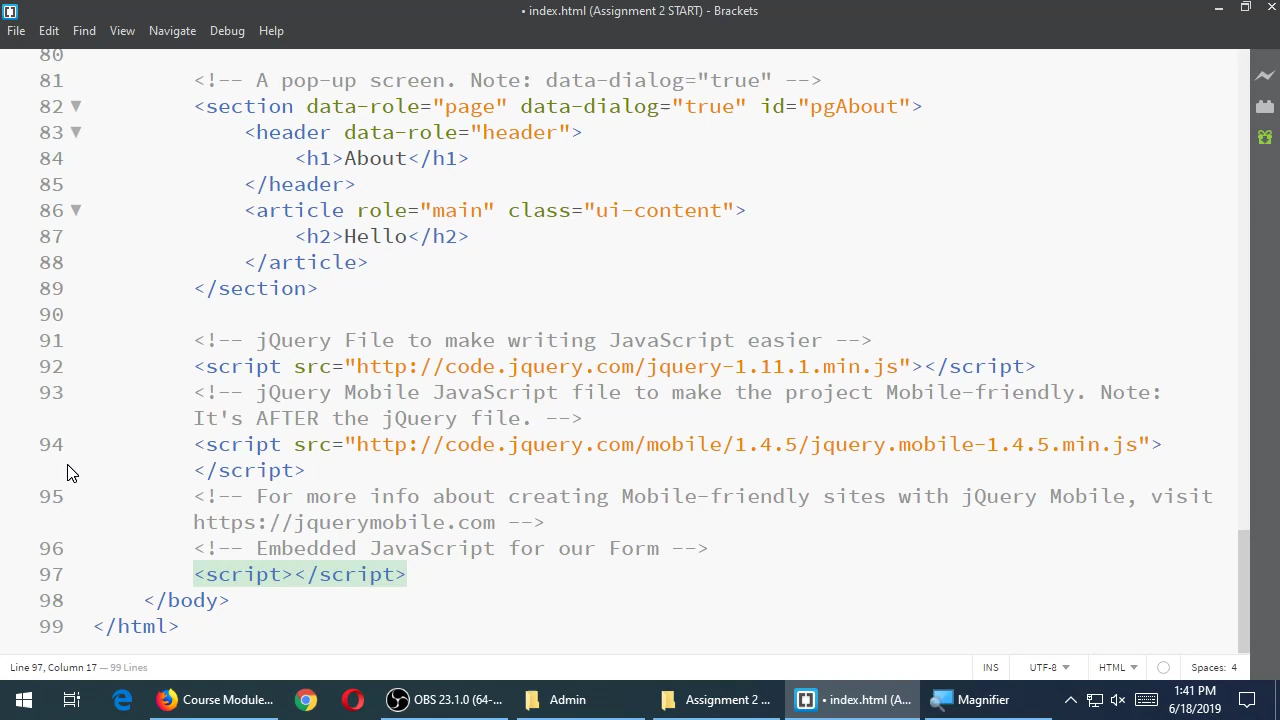 • index.html (Assignment 2 START) - Brackets
File Edit Find View Navigate Debug Help
80
81 <!-- A pop-up screen. Note: data-dialog="true" -->
82 <section data-role="page" data-dialog="true" id="pgAbout">
83 <header data-role="header">
84 <h1>About</h1>
85 </header>
86 <article role="main" class="ui-content">
87 <h2>Hello</h2>
88 </article>
89 </section>
90
91 <!-- jQuery File to make writing JavaScript easier -->
92 <script src="http://code.jquery.com/jquery-1.11.1.min.js"></script>
93 <!-- jQuery Mobile JavaScript file to make the project Mobile-friendly. Note:
It's AFTER the jQuery file. -->
94 <script src="http://code.jquery.com/mobile/1.4.5/jquery.mobile-1.4.5.min.js">
</script>
95 <!-- For more info about creating Mobile-friendly sites with jQuery Mobile, visit
https://jquerymobile.com -->
96 <!-- Embedded JavaScript for our Form -->
97 <script></script>
98 </body>
99 </html>
Line 97, Column 17 — 99 Lines INS UTF-8 HTML Spaces: 4
Course Module... OBS 23.1.0 (64-... Admin Assignment 2 ... • index.html (A... Magnifier 1:41 PM
6/18/2019